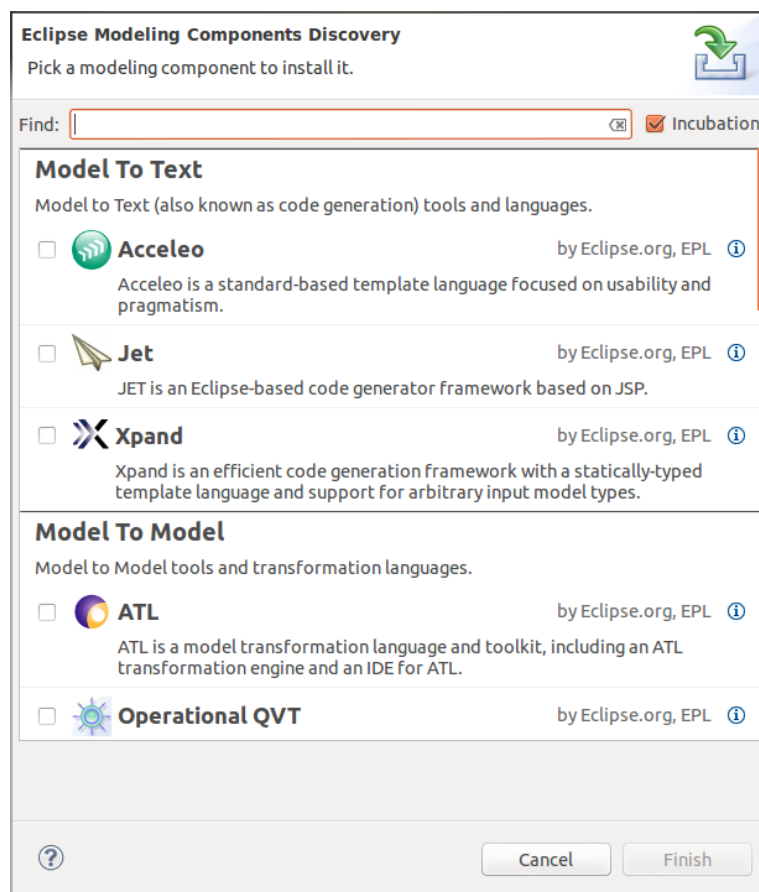 Eclipse Modeling Components Discovery
Pick a modeling component to install it.
Find:
Incubation
Model To Text
Model to Text (also known as code generation) tools and languages.
Acceleo by Eclipse.org, EPL
Acceleo is a standard-based template language focused on usability and
pragmatism.
Jet by Eclipse.org, EPL
JET is an Eclipse-based code generator framework based on JSP.
Xpand by Eclipse.org, EPL
Xpand is an efficient code generation framework with a statically-typed
template language and support for arbitrary input model types.
Model To Model
Model to Model tools and transformation languages.
ATL by Eclipse.org, EPL
ATL is a model transformation language and toolkit, including an ATL
transformation engine and an IDE for ATL.
Operational QVT by Eclipse.org, EPL
Cancel
Finish